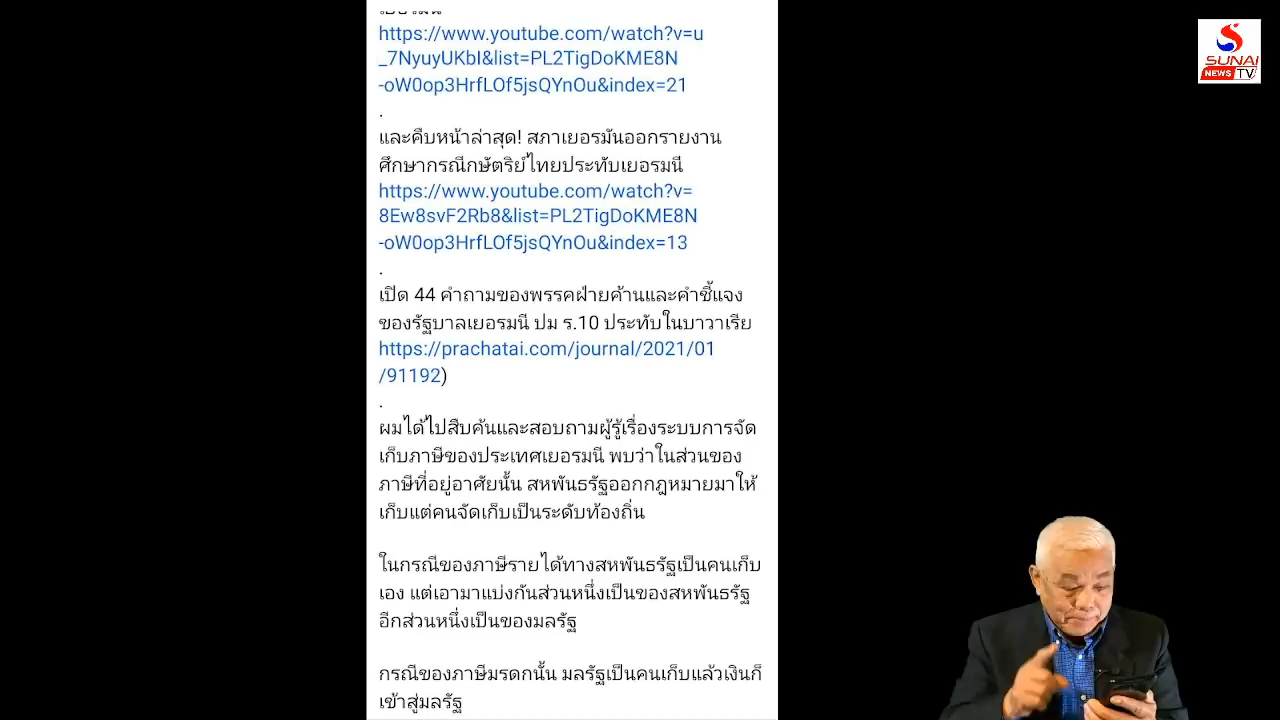 เยอรมัน
https://www.youtube.com/watch?v=u
_7NyuyUKbI&list=PL2TigDoKME8N
-oW0op3HrfLOf5jsQYnOu&index=21
.
และคืบหน้าล่าสุด! สภาเยอรมันออกรายงาน
ศึกษากรณีกษัตริย์ไทยประทับเยอรมนี
https://www.youtube.com/watch?v=
8Ew8svF2Rb8&list=PL2TigDoKME8N
-oW0op3HrfLOf5jsQYnOu&index=13
.
เปิด 44 คำถามของพรรคฝ่ายค้านและคำชี้แจง
ของรัฐบาลเยอรมนี ปม ร.10 ประทับในบาวาเรีย
https://prachatai.com/journal/2021/01
/91192)
.
ผมได้ไปสืบค้นและสอบถามผู้รู้เรื่องระบบการจัด
เก็บภาษีของประเทศเยอรมนี พบว่าในส่วนของ
ภาษีที่อยู่อาศัยนั้น สหพันธรัฐออกกฎหมายมาให้
เก็บแต่คนจัดเก็บเป็นระดับท้องถิ่น
ในกรณีของภาษีรายได้ทางสหพันธรัฐเป็นคนเก็บ
เอง แต่เอามาแบ่งกันส่วนหนึ่งเป็นของสหพันธรัฐ
อีกส่วนหนึ่งเป็นของมลรัฐ
กรณีของภาษีมรดกนั้น มลรัฐเป็นคนเก็บแล้วเงินก็
เข้าสู่มลรัฐ
SUNAI
NEWS TV